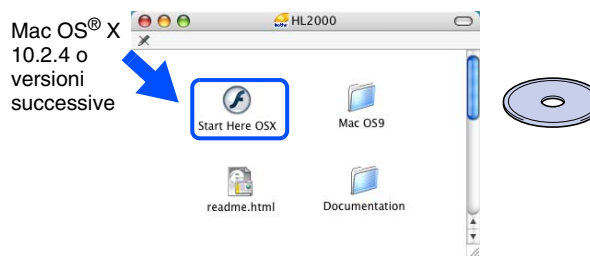 Mac OS® X
10.2.4 o
versioni
successive
HL2000
Start Here OSX
Mac OS9
readme.html
Documentation